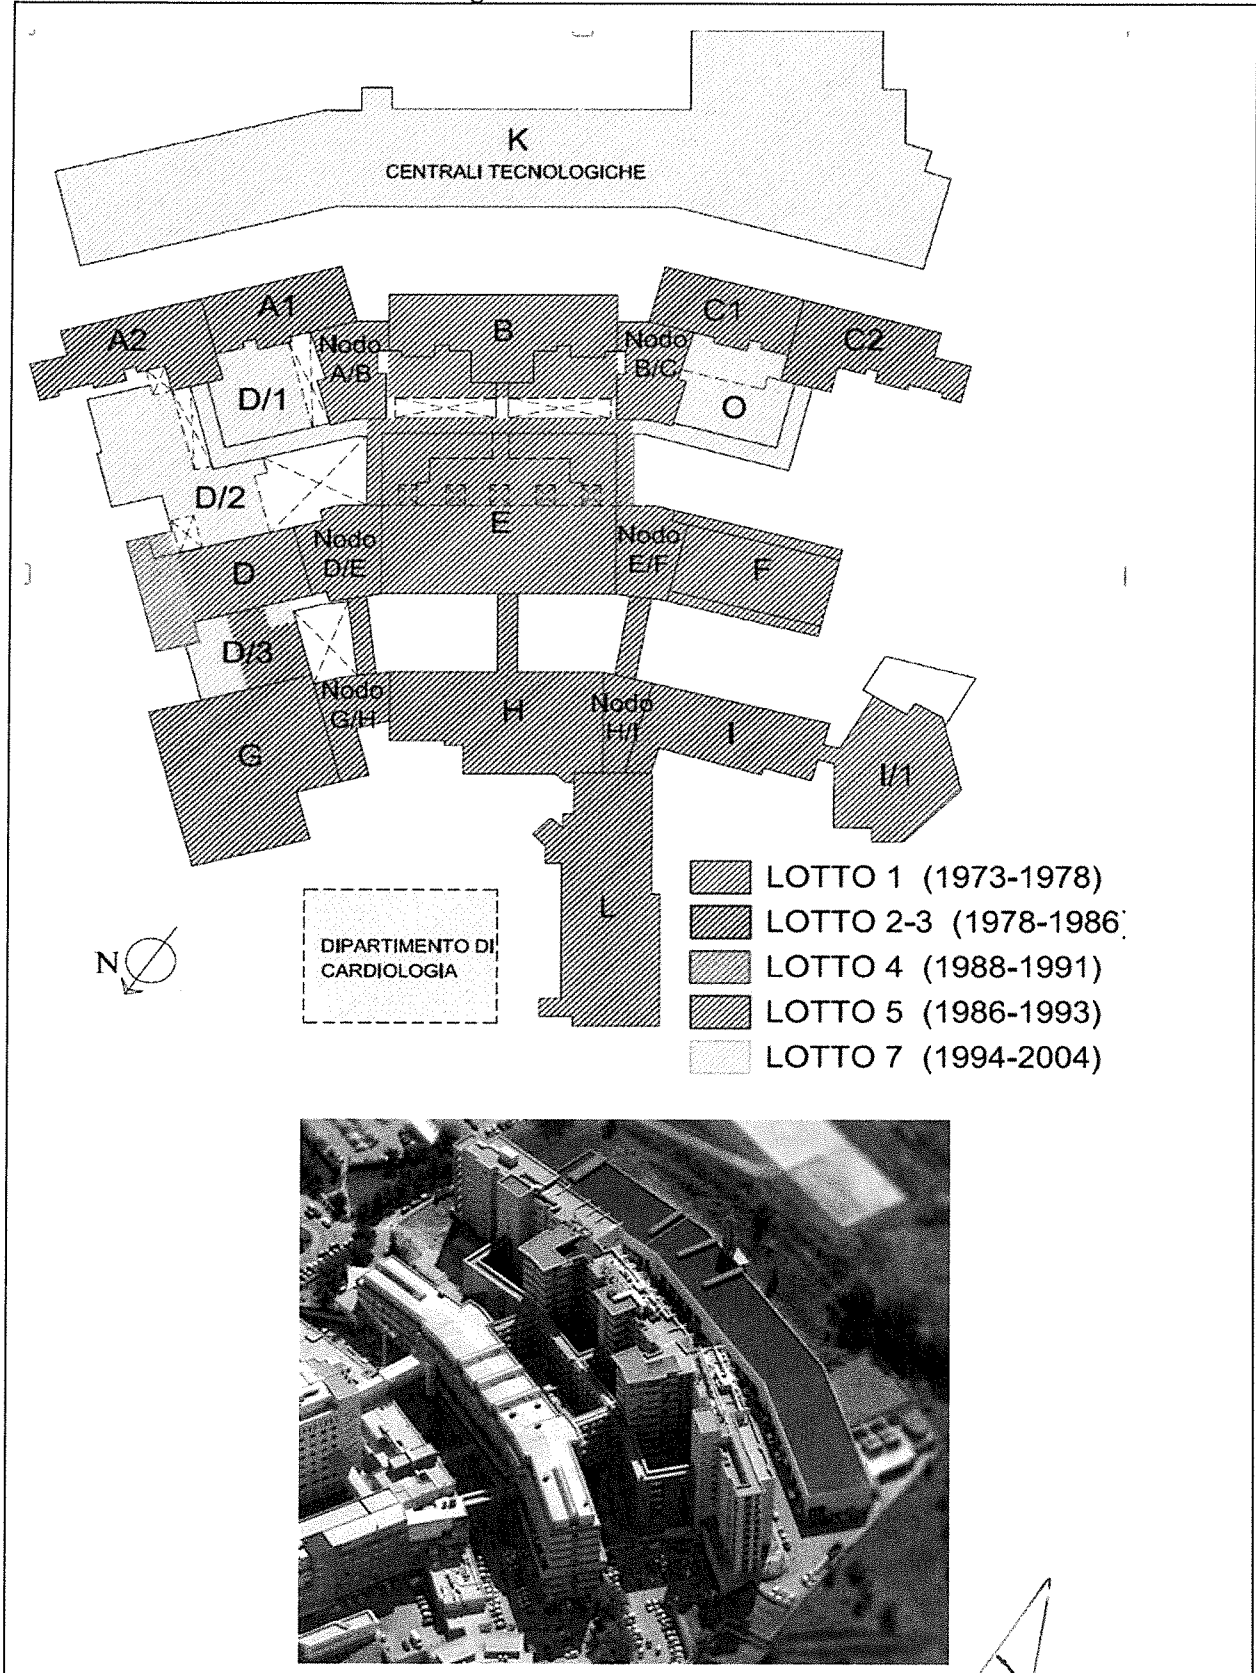 K
CENTRALI TECNOLOGICHE
A1
B
C1
A2
Nodo
A/B
Nodo
B/C
C2
D/1
O
D/2
E
Nodo
D/E
Nodo
E/F
D
F
D/3
Nodo
G/H
H
Nodo
H/I
I
G
I/1
L
LOTTO 1 (1973-1978)
LOTTO 2-3 (1978-1986
LOTTO 4 (1988-1991)
LOTTO 5 (1986-1993)
LOTTO 7 (1994-2004)
DIPARTIMENTO DI
CARDIOLOGIA
N